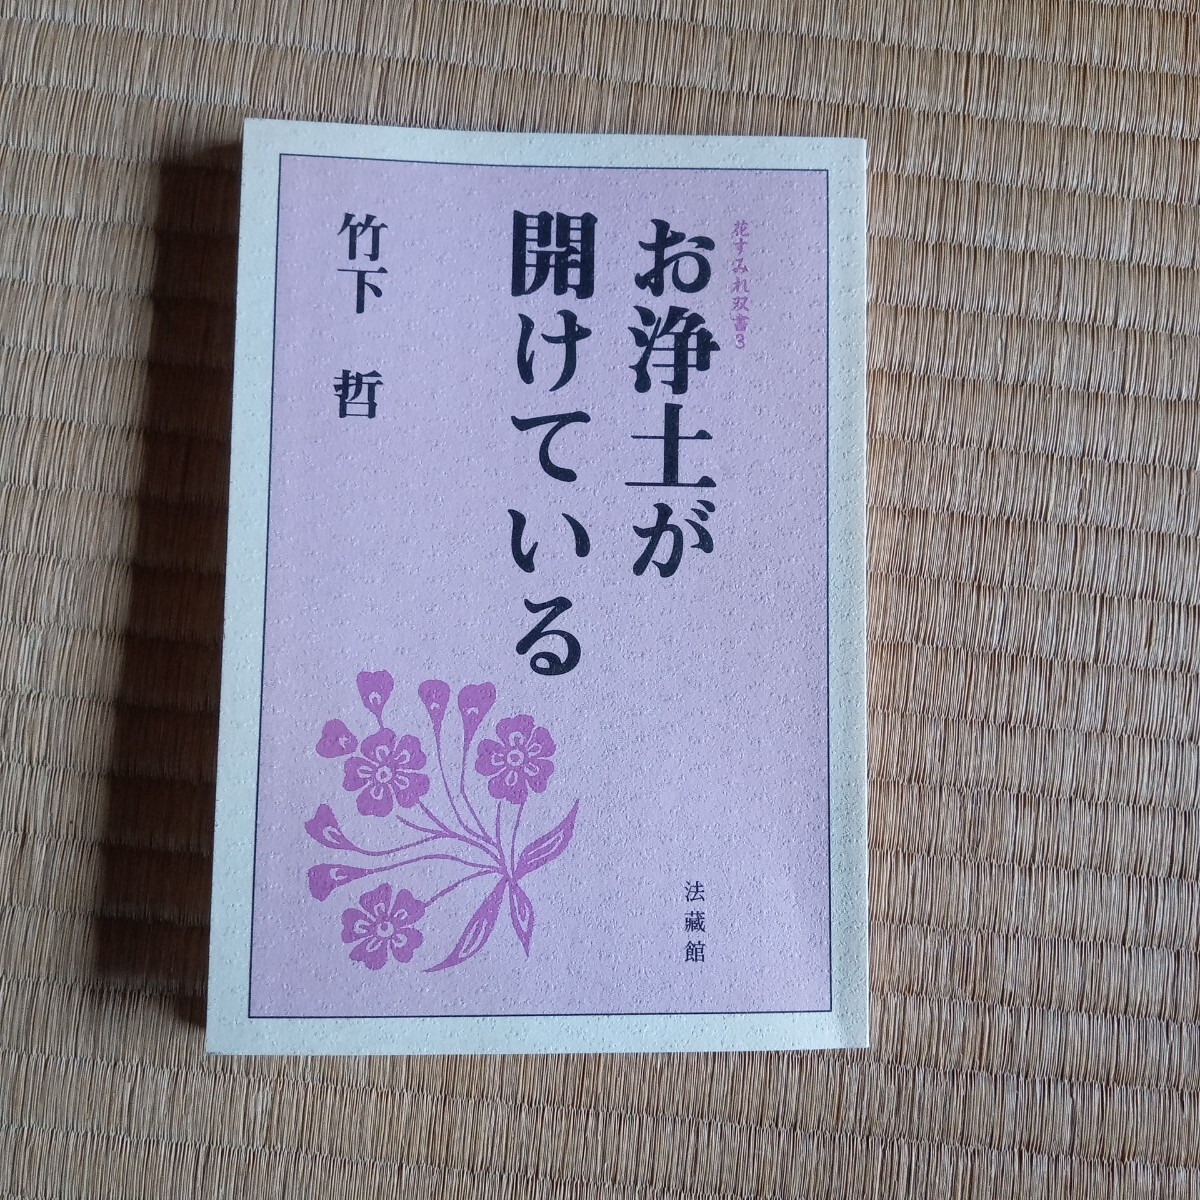 花すみれ双書3
お浄土が
開けている
竹下 哲
法藏館